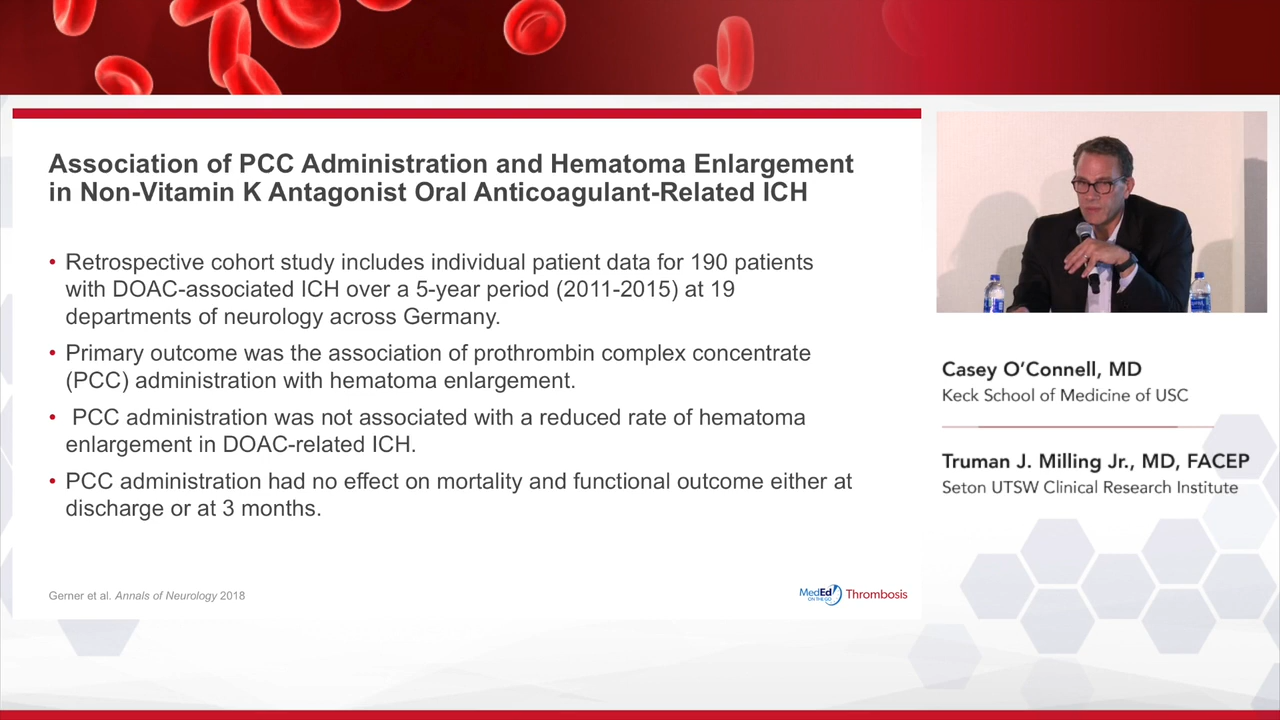 Association of PCC Administration and Hematoma Enlargement
in Non-Vitamin K Antagonist Oral Anticoagulant-Related ICH
• Retrospective cohort study includes individual patient data for 190 patients
with DOAC-associated ICH over a 5-year period (2011-2015) at 19
departments of neurology across Germany.
• Primary outcome was the association of prothrombin complex concentrate
(PCC) administration with hematoma enlargement.
• PCC administration was not associated with a reduced rate of hematoma
enlargement in DOAC-related ICH.
• PCC administration had no effect on mortality and functional outcome either at
discharge or at 3 months.
Gerner et al. Annals of Neurology 2018
MedEd
ON THE GO
Thrombosis
Casey O‘Connell, MD
Keck School of Medicine of USC
Truman J. Milling Jr., MD, FACEP
Seton UTSW Clinical Research Institute